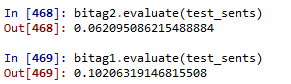 In [468]: bitag2.evaluate(test_sents)
Out[468]: 0.062095086215488884
In [469]: bitag1.evaluate(test_sents)
Out[469]: 0.10206319146815508